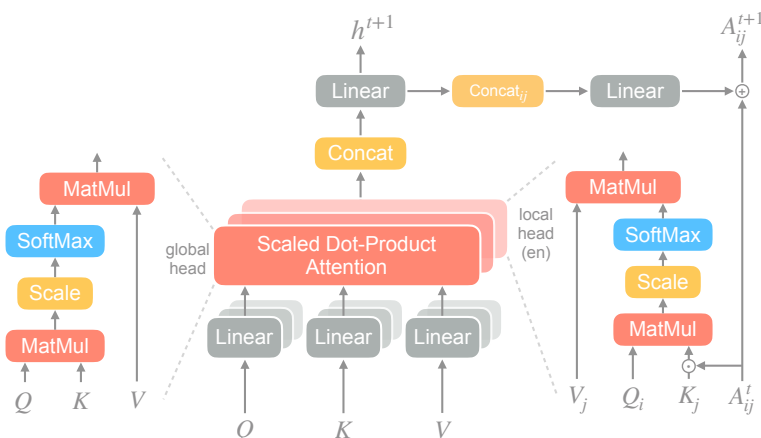 h^{t+1}
A_{ij}^{t+1}
Linear
Concat_{ij}
Linear
+
Concat
MatMul
SoftMax
Scale
MatMul
Q
K
V
global
head
Scaled Dot-Product
Attention
Linear
Linear
Linear
O
K
V
local
head
(en)
MatMul
SoftMax
Scale
MatMul
V_j
Q_i
K_j
A_{ij}^t